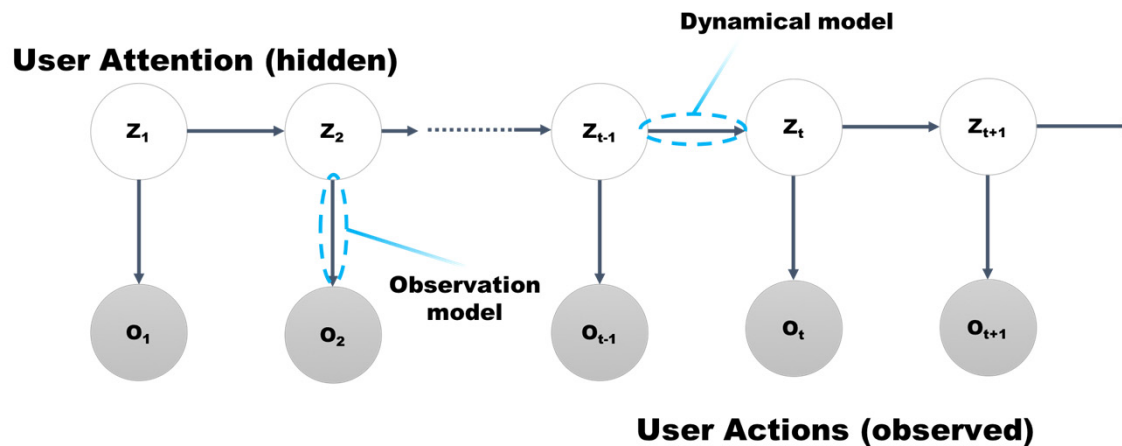 Dynamical model
User Attention (hidden)
Z₁ Z₂ Zₜ₋₁ Zₜ Zₜ₊₁
Observation
model
O₁ O₂ Oₜ₋₁ Oₜ Oₜ₊₁
User Actions (observed)